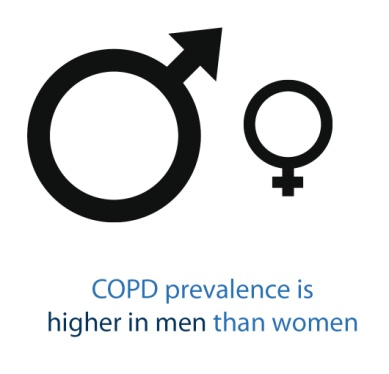 COPD prevalence is
higher in men than women